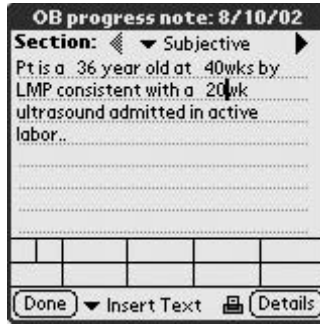 OB progress note: 8/10/02
Section: Subjective
Pt is a 36 year old at 40wks by
LMP consistent with a 20wk
ultrasound admitted in active
labor..
Done Insert Text Details